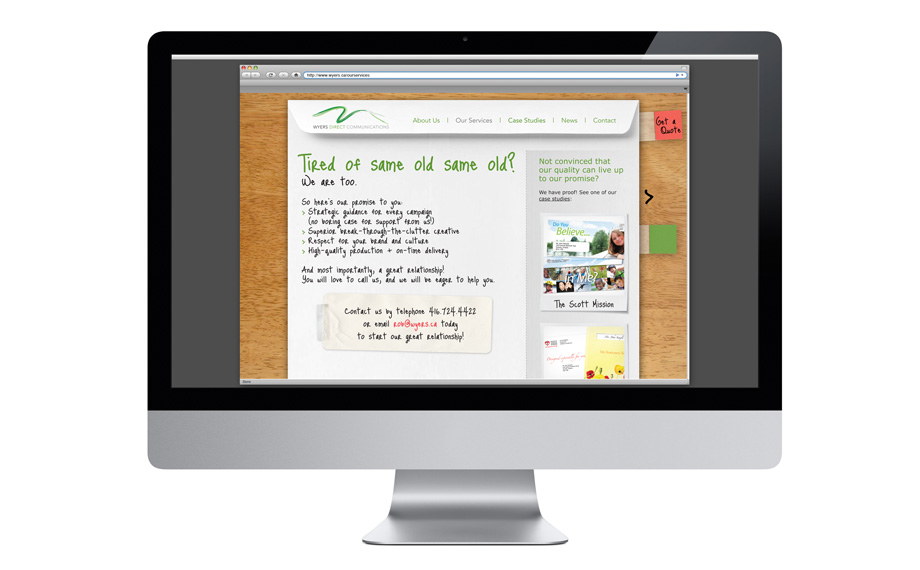 http://www.wyers.ca/ourservices
WYERS DIRECT COMMUNICATIONS
About Us | Our Services | Case Studies | News | Contact
Get a
Quote
Tired of same old same old?
We are too.
So here's our promise to you:
> Strategic guidance for every campaign
(no boring case for support from us!)
> Superior break-through-the-clutter creative
> Respect for your brand and culture
> High-quality production + on-time delivery
And most importantly, a great relationship!
You will love to call us, and we will be eager to help you.
Contact us by telephone 416.724.4422
or email rob@wyers.ca today
to start our great relationship!
Not convinced that
our quality can live up
to our promise?
We have proof! See one of our
case studies:
Do You
Believe...
In Me?
The Scott Mission